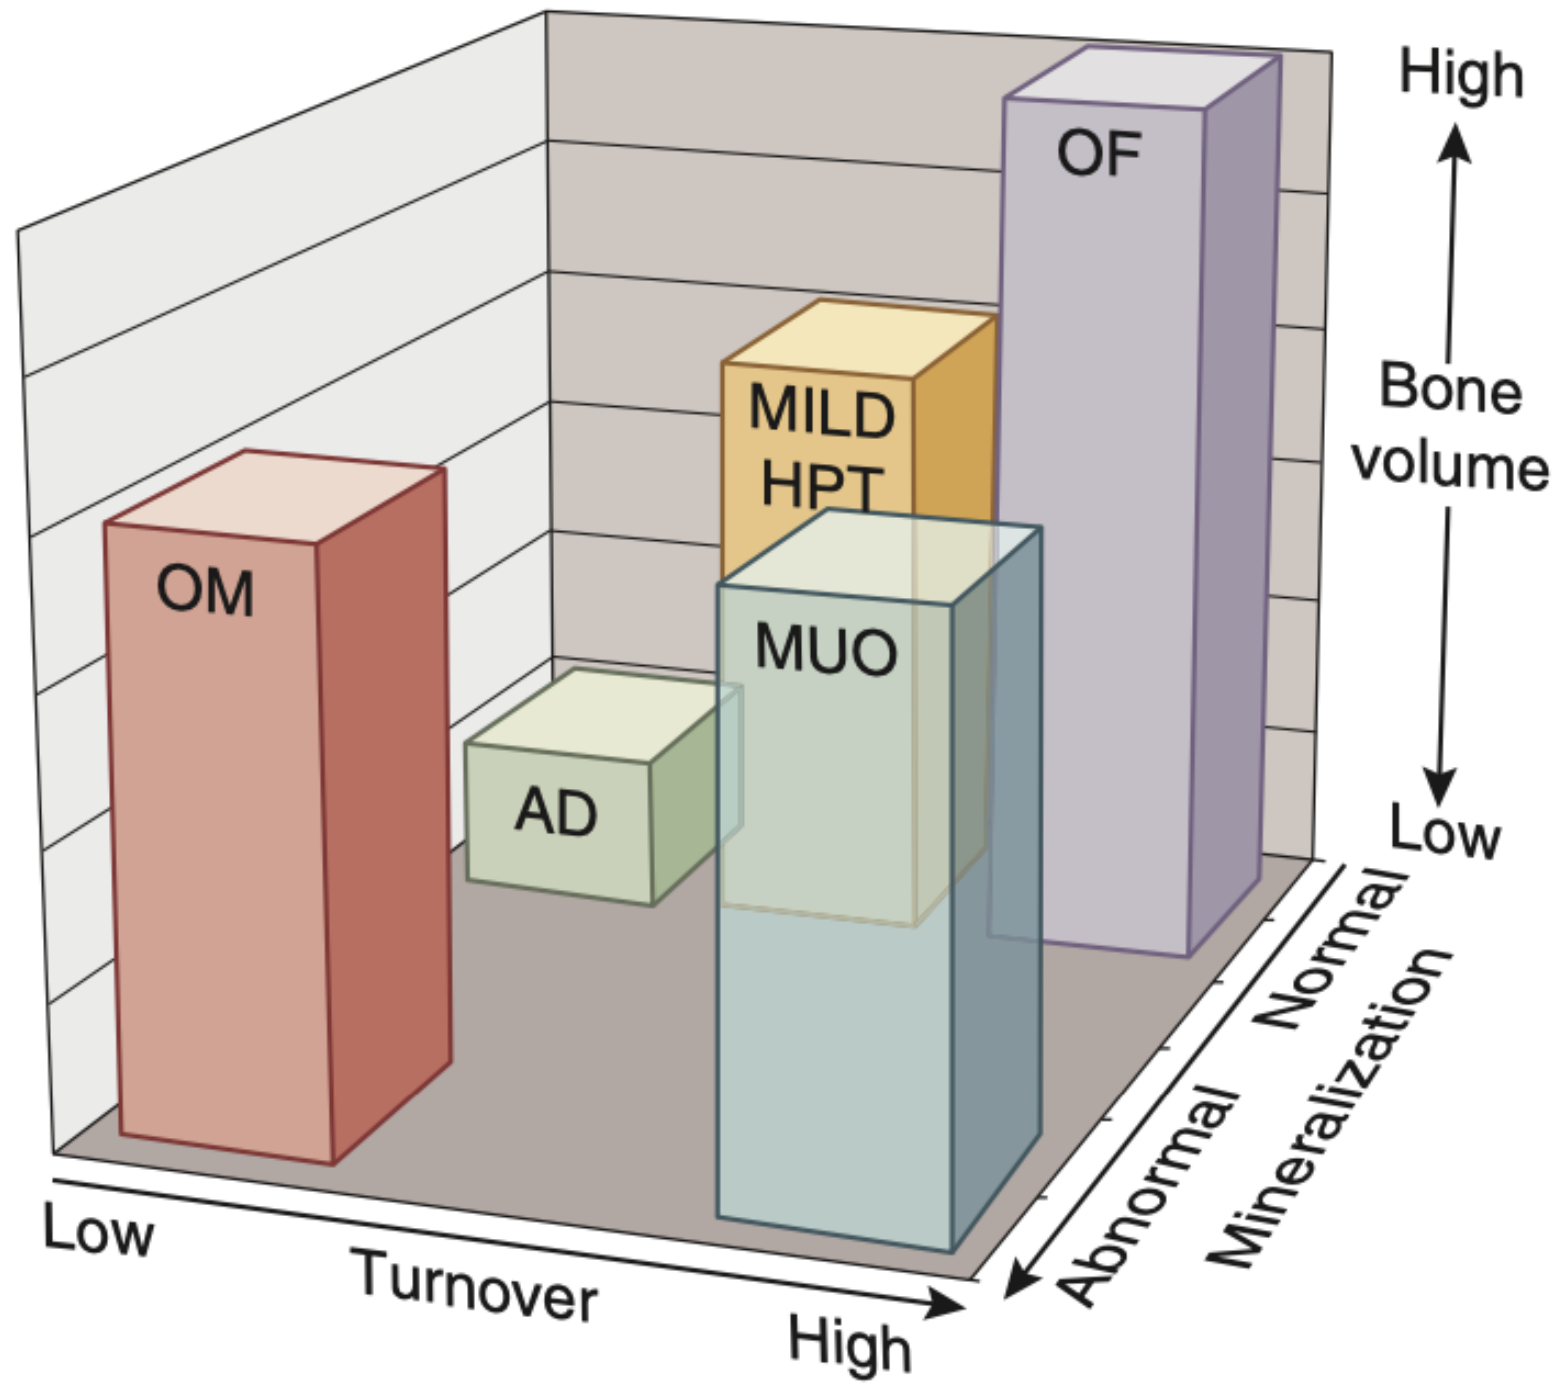 High
OF
Bone
volume
MILD
HPT
OM
MUO
AD
Low
Normal
Mineralization
Abnormal
Low
Turnover
High